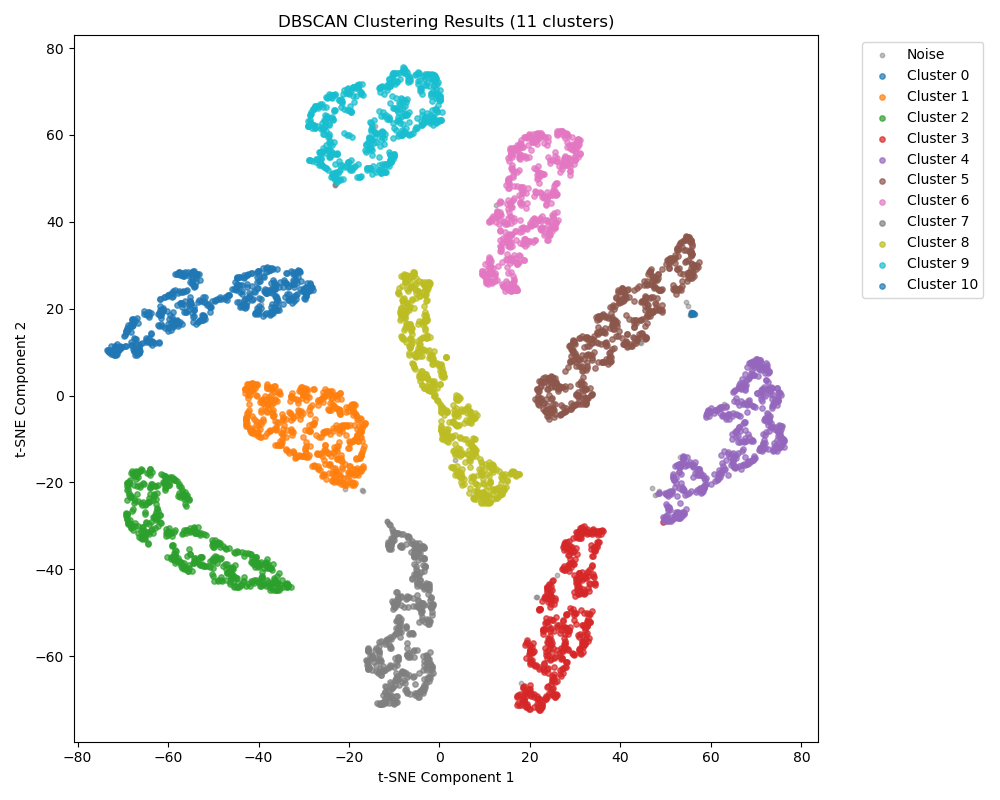 DBSCAN Clustering Results (11 clusters)
80
60
40
20
0
−20
−40
−60
t-SNE Component 2
−80
−60
−40
−20
0
20
40
60
80
t-SNE Component 1
Noise
Cluster 0
Cluster 1
Cluster 2
Cluster 3
Cluster 4
Cluster 5
Cluster 6
Cluster 7
Cluster 8
Cluster 9
Cluster 10